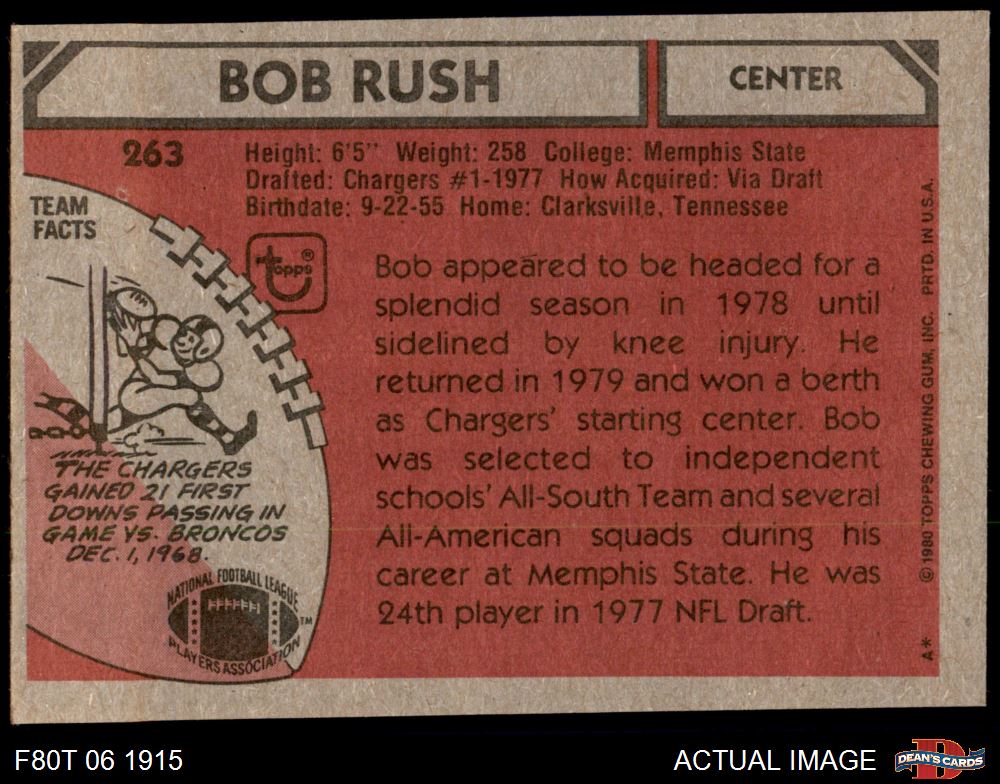 BOB RUSH
CENTER
263
Height: 6'5" Weight: 258 College: Memphis State
Drafted: Chargers #1-1977 How Acquired: Via Draft
Birthdate: 9-22-55 Home: Clarksville, Tennessee
TEAM
FACTS
topps®
Bob appeared to be headed for a
splendid season in 1978 until
sidelined by knee injury. He
returned in 1979 and won a berth
as Chargers' starting center. Bob
was selected to independent
schools' All-South Team and several
All-American squads during his
career at Memphis State. He was
24th player in 1977 NFL Draft.
THE CHARGERS
GAINED 21 FIRST
DOWNS PASSING IN
GAME VS. BRONCOS
DEC. 1, 1968.
NATIONAL FOOTBALL LEAGUE
PLAYERS ASSOCIATION
TM
A* © 1980 TOPPS CHEWING GUM, INC. PRTD. IN U.S.A.
F80T 06 1915
ACTUAL IMAGE
D
DEAN'S CARDS